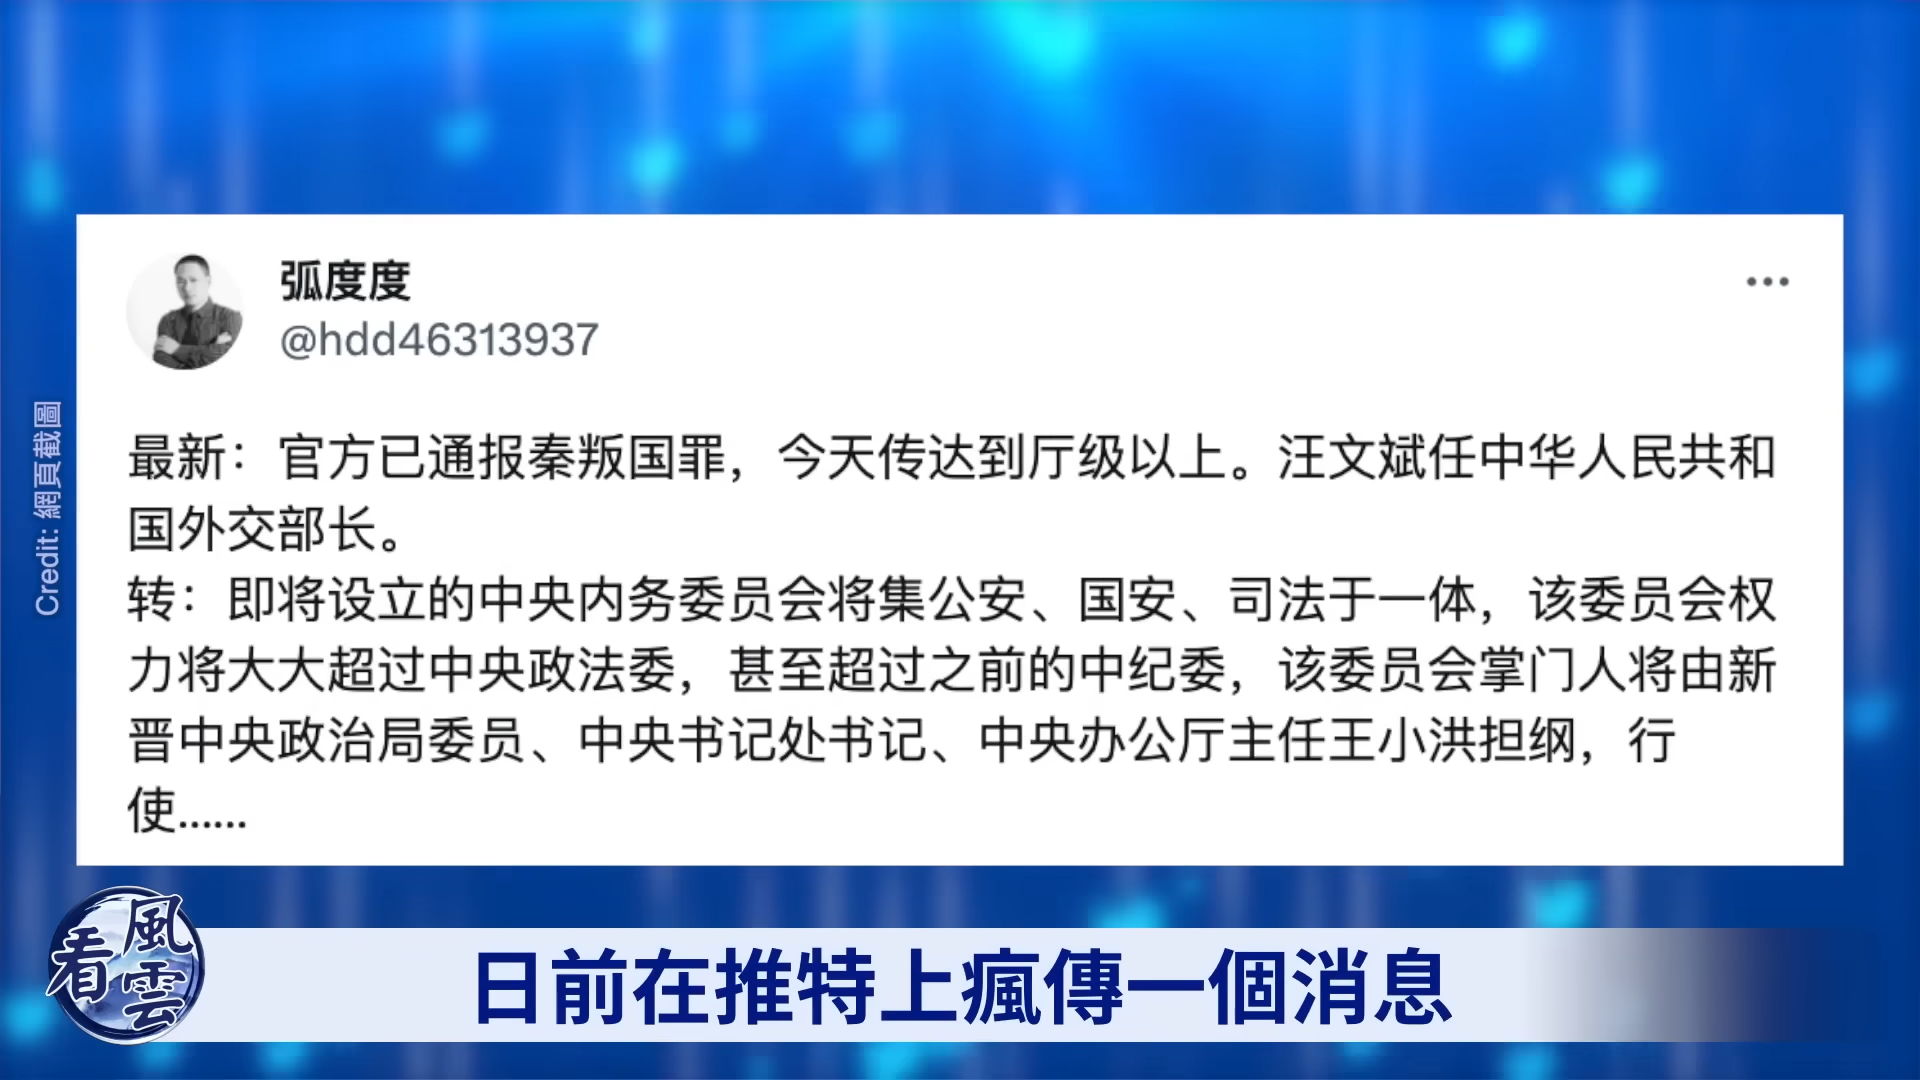 弧度度
@hdd46313937
最新：官方已通报秦叛国罪，今天传达到厅级以上。汪文斌任中华人民共和
国外交部长。
转：即将设立的中央内务委员会将集公安、国安、司法于一体，该委员会权
力将大大超过中央政法委，甚至超过之前的中纪委，该委员会掌门人将由新
晋中央政治局委员、中央书记处书记、中央办公厅主任王小洪担纲，行
使......
Credit: 網頁截圖
看風雲
日前在推特上瘋傳一個消息